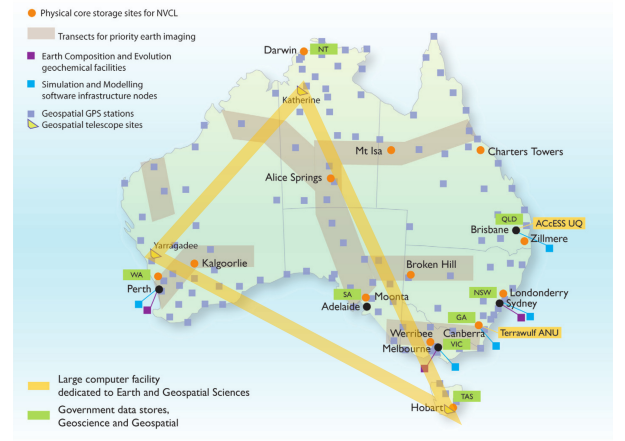 Physical core storage sites for NVCL
Transects for priority earth imaging
Earth Composition and Evolution
geochemical facilities
Simulation and Modelling
software infrastructure nodes
Geospatial GPS stations
Geospatial telescope sites
Darwin
NT
Katherine
Mt Isa
Charters Towers
Alice Springs
QLD
ACcESS UQ
Brisbane
Zillmere
Yarragadee
Kalgoorlie
Broken Hill
WA
Perth
SA
Moonta
Adelaide
NSW
Londonderry
Sydney
GA
Werribee
Canberra
Terrawulf ANU
Melbourne
VIC
TAS
Hobart
Large computer facility
dedicated to Earth and Geospatial Sciences
Government data stores,
Geoscience and Geospatial